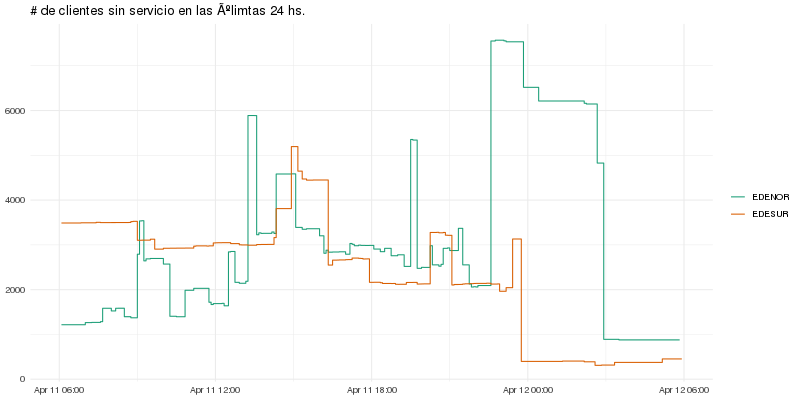 # de clientes sin servicio en las Ãºlimtas 24 hs.
6000
4000
2000
0
Apr 11 06:00
Apr 11 12:00
Apr 11 18:00
Apr 12 00:00
Apr 12 06:00
EDENOR
EDESUR